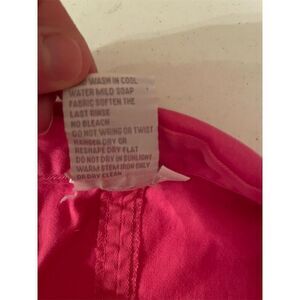 WASH IN COOL
WATER MILD SOAP
FABRIC SOFTEN THE
LAST RINSE
NO BLEACH
DO NOT WRING OR TWIST
HANGER DRY OR
RESHAPE DRY FLAT
DO NOT DRY IN SUNLIGHT
WARM STEAM IRON ONLY
OR DRY CLEAN